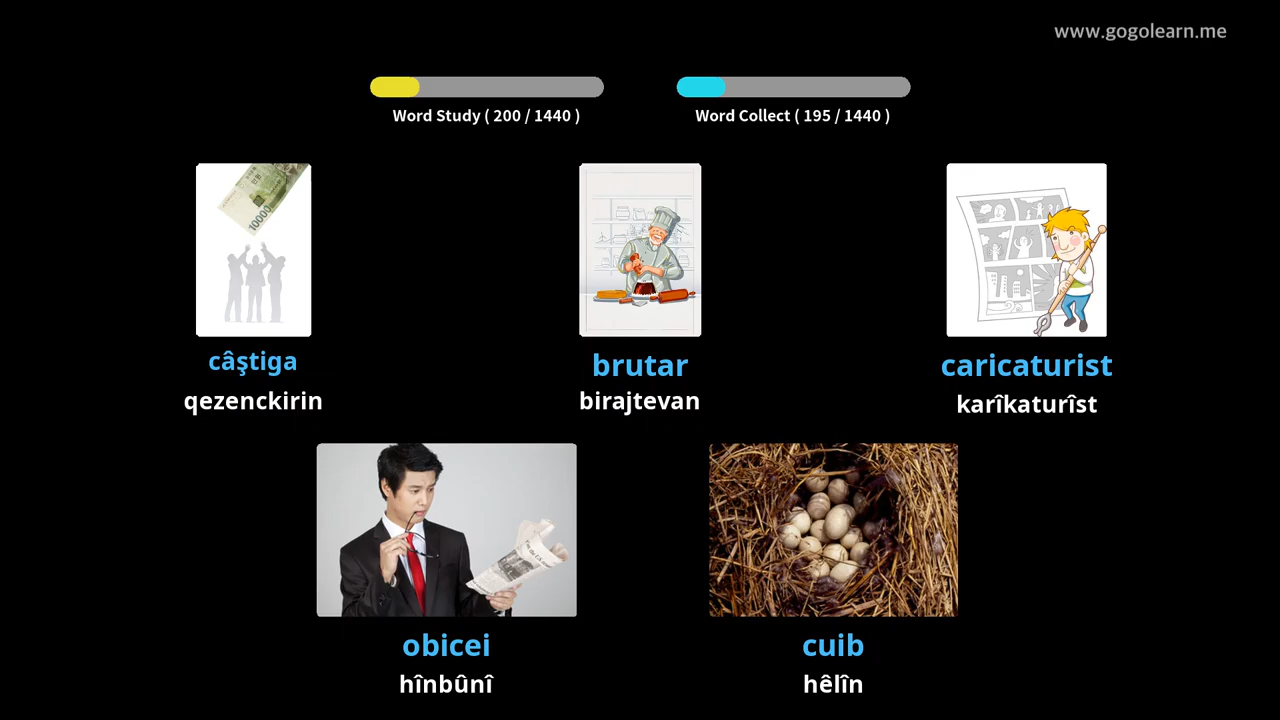 www.gogolearn.me
Word Study ( 200 / 1440 )
Word Collect ( 195 / 1440 )
10000
câştiga
qezenckirin
brutar
birajtevan
caricaturist
karîkaturîst
obicei
hînbûnî
cuib
hêlîn